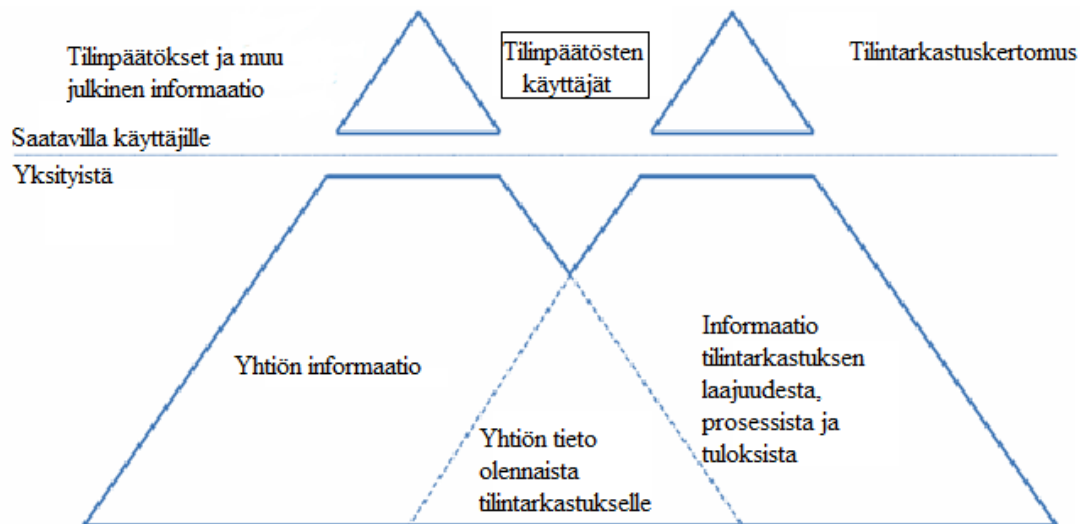 Tilinpäätökset ja muu
julkinen informaatio
Tilinpäätösten
käyttäjät
Tilintarkastuskertomus
Saatavilla käyttäjille
Yksityistä
Yhtiön informaatio
Yhtiön tieto
olennaista
tilintarkastukselle
Informaatio
tilintarkastuksen
laajuudesta,
prosessista ja
tuloksista